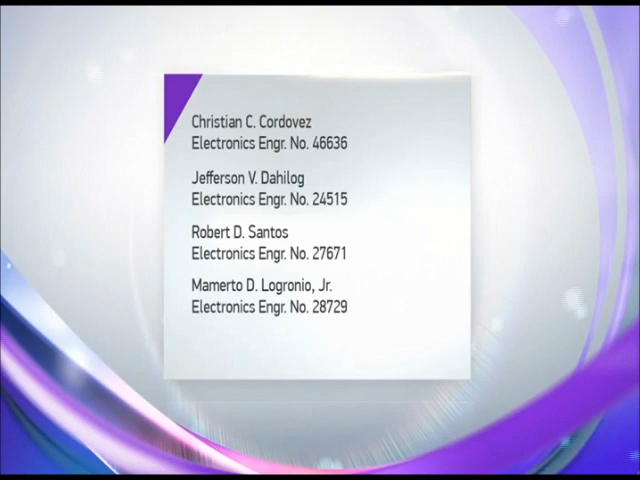 Christian C. Cordovez
Electronics Engr. No. 46636
Jefferson V. Dahilog
Electronics Engr. No. 24515
Robert D. Santos
Electronics Engr. No. 27671
Mamerto D. Logronio, Jr.
Electronics Engr. No. 28729